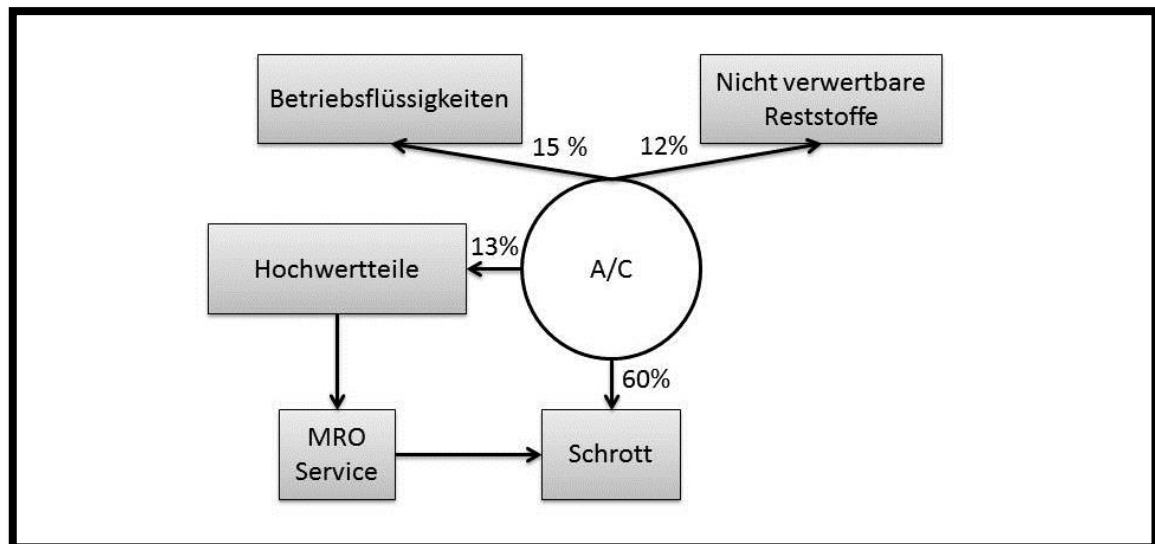 Betriebsflüssigkeiten
Nicht verwertbare
Reststoffe
15 %
12%
Hochwertteile
13%
A/C
60%
MRO
Service
Schrott